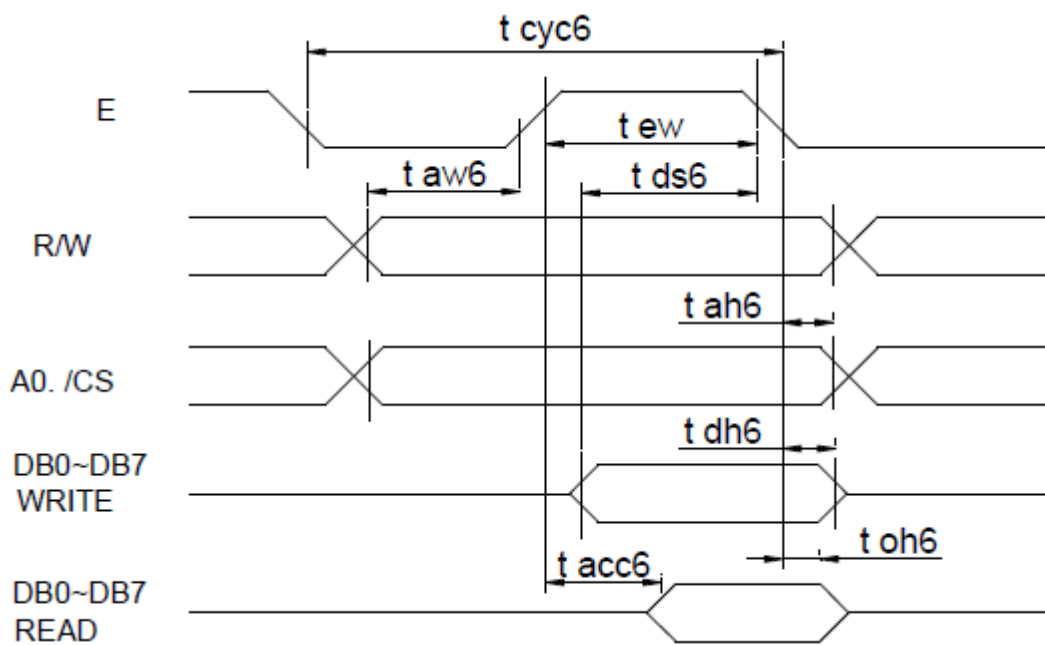 t cyc6
E
t ew
t aw6
t ds6
R/W
t ah6
A0. /CS
t dh6
DB0~DB7
WRITE
t oh6
t acc6
DB0~DB7
READ